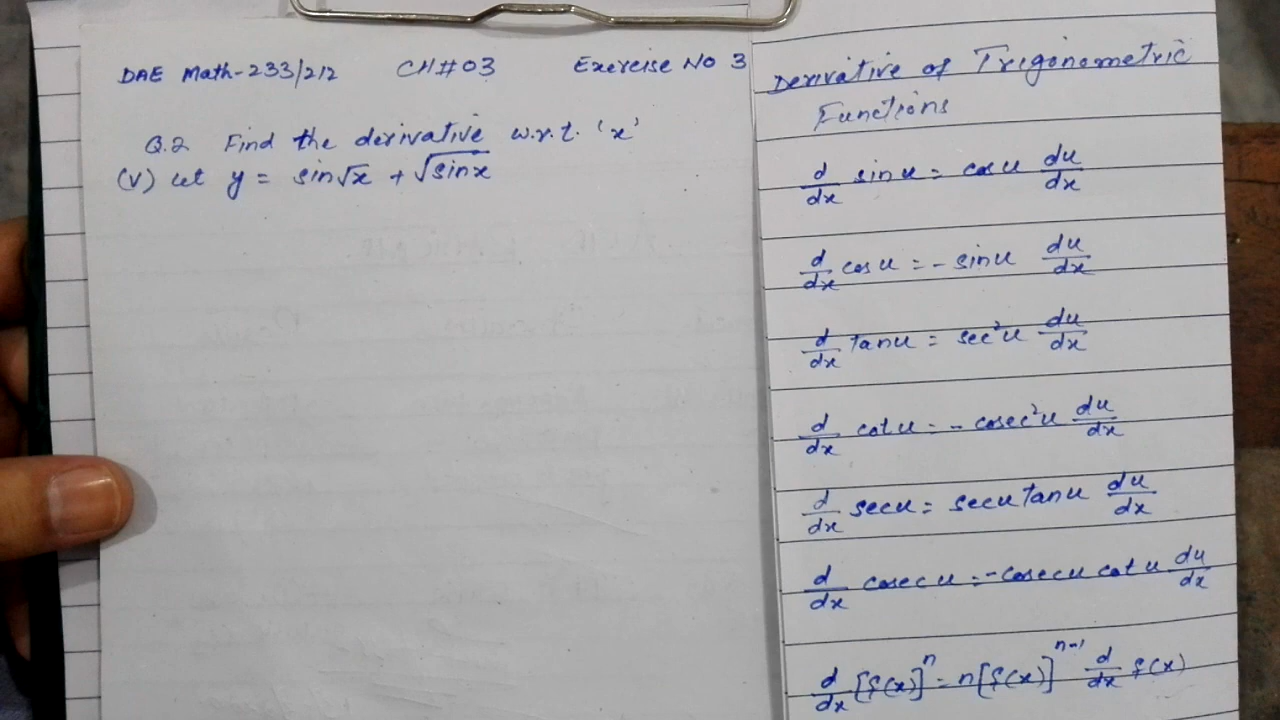 DAE Math-233/212 CH#03 Exercise No 3
Q.2 Find the derivative w.r.t. 'x'
(V) Let y = sin√x + √sinx
Derivative of Trigonometric
Functions
d/dx sinu = cosu du/dx
d/dx cosu = - sinu du/dx
d/dx tanu = sec²u du/dx
d/dx cotu = - cosec²u du/dx
d/dx secu = secu tanu du/dx
d/dx cosecu = -cosecu cotu du/dx
d/dx [f(x)]ⁿ = n[f(x)]ⁿ⁻¹ d/dx f(x)